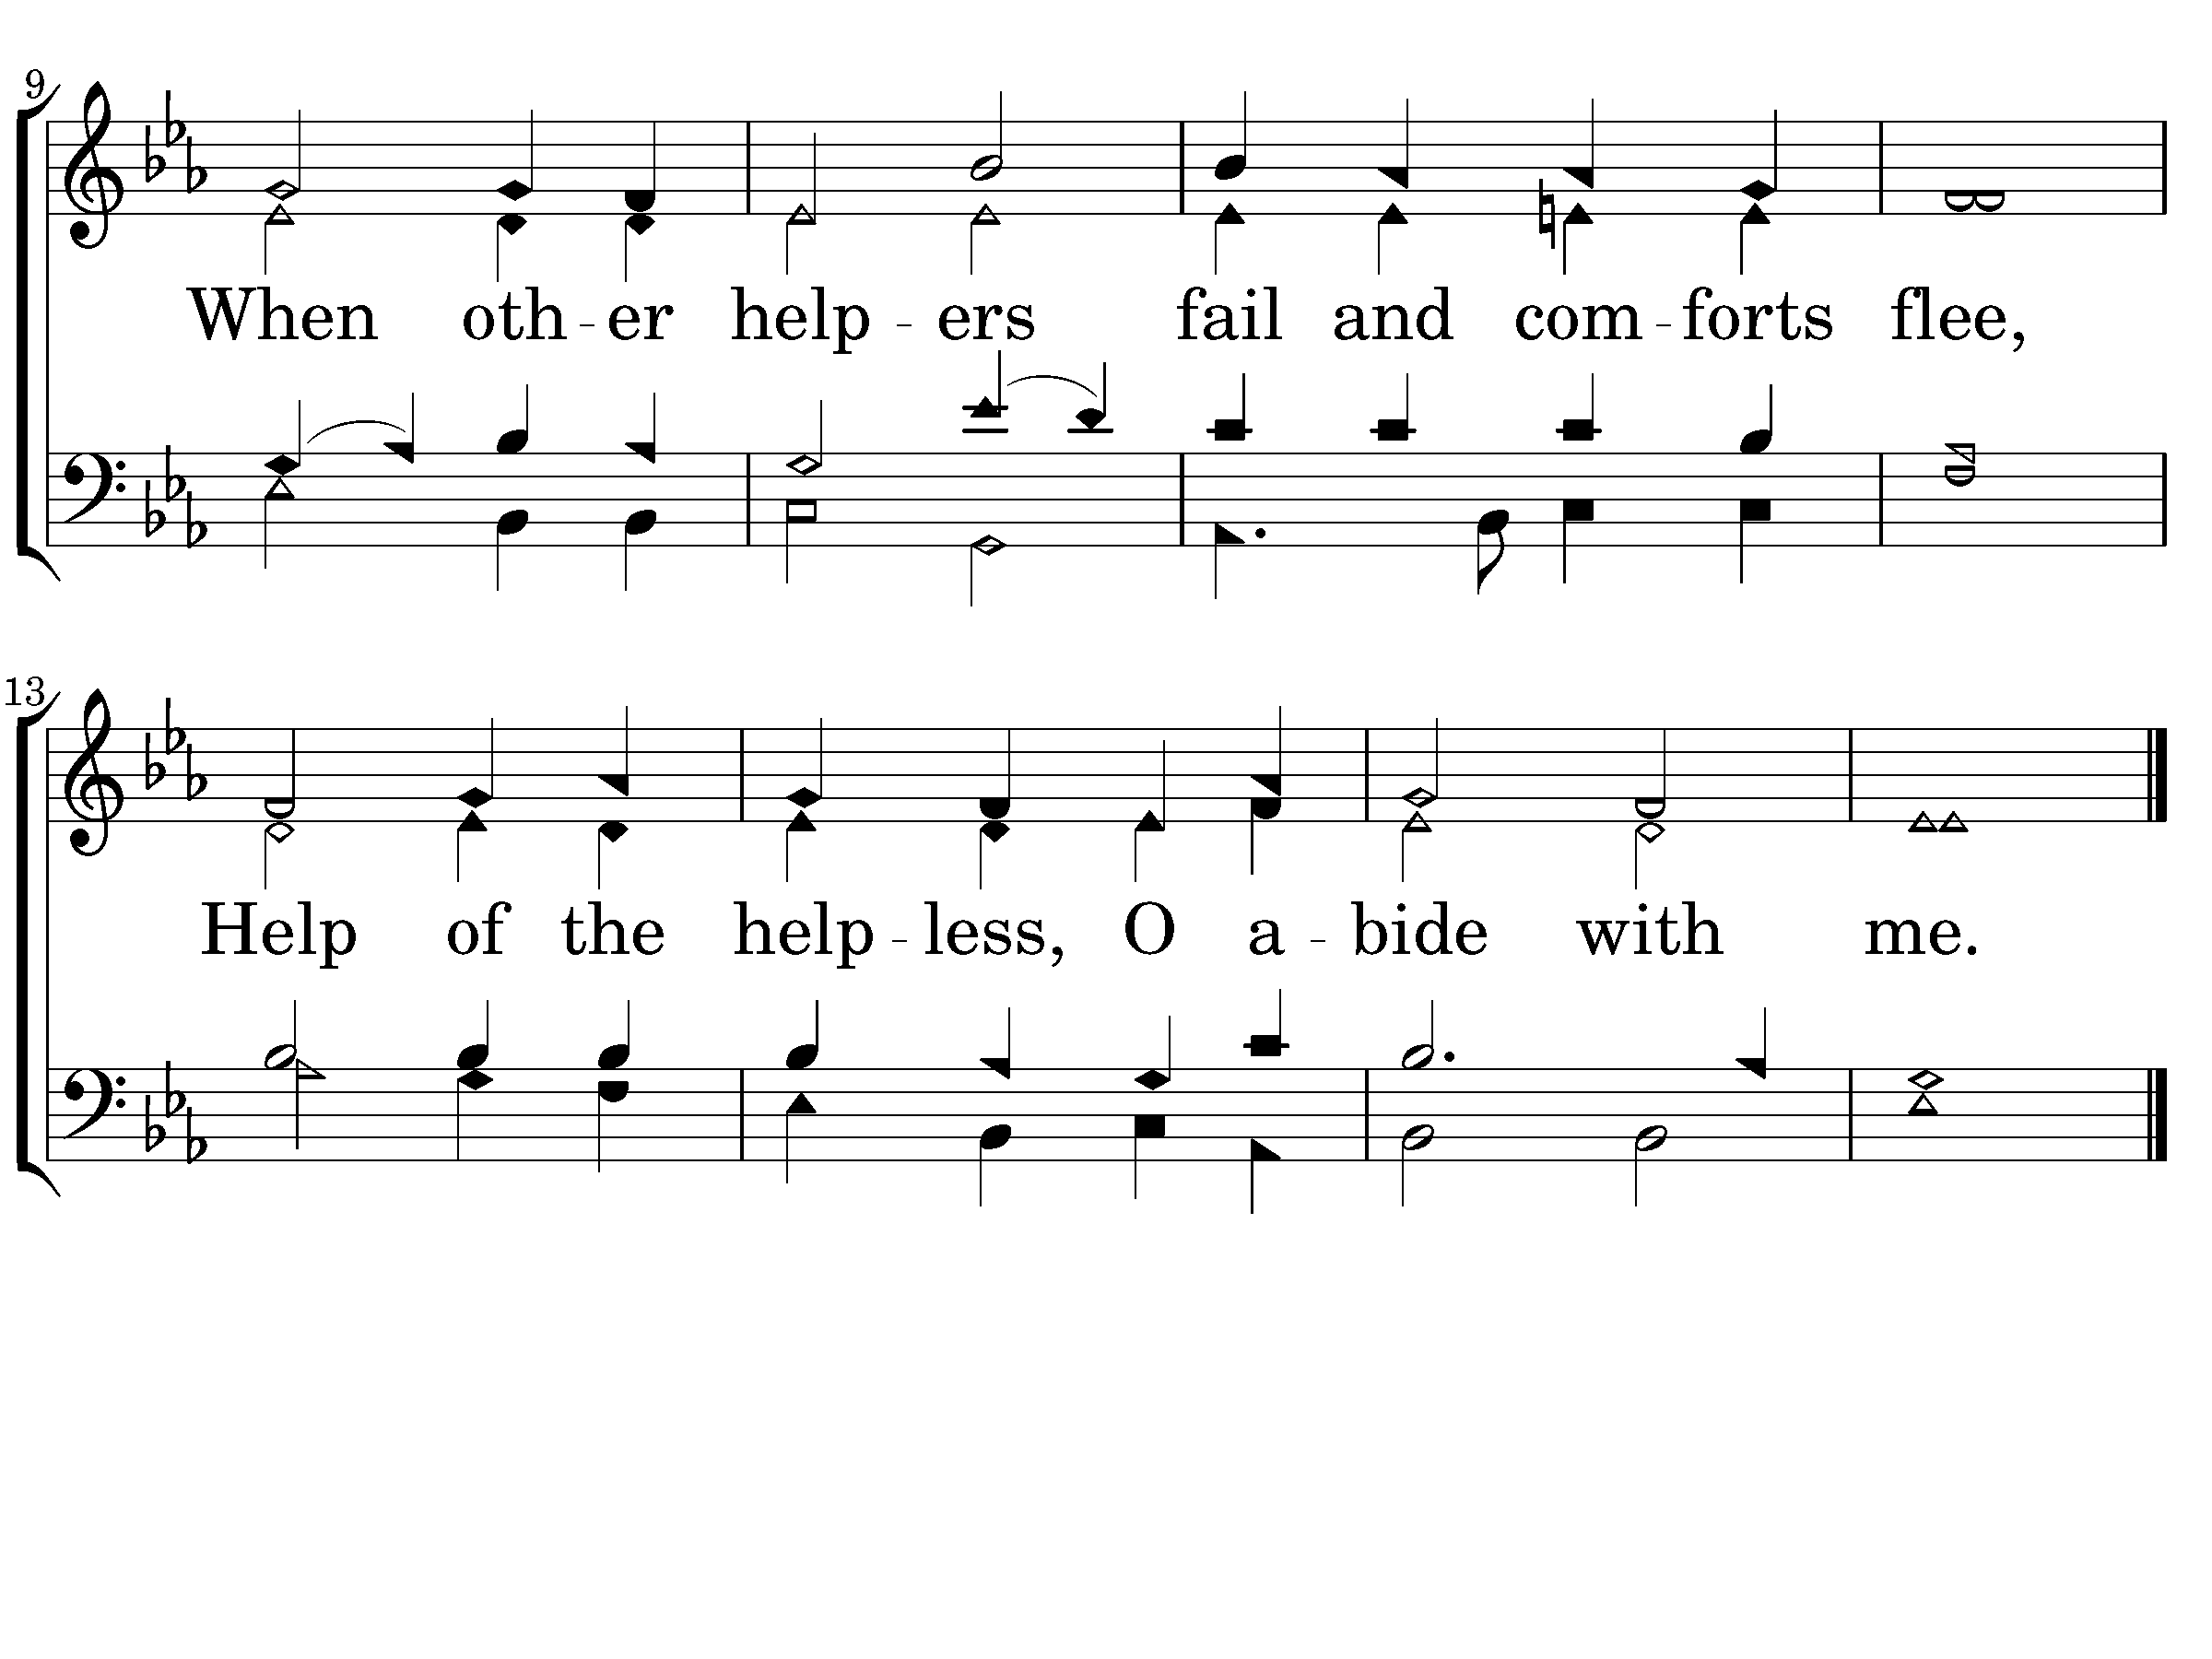 9
When oth - er help - ers fail and com - forts flee,
13
Help of the help - less, O a - bide with me.